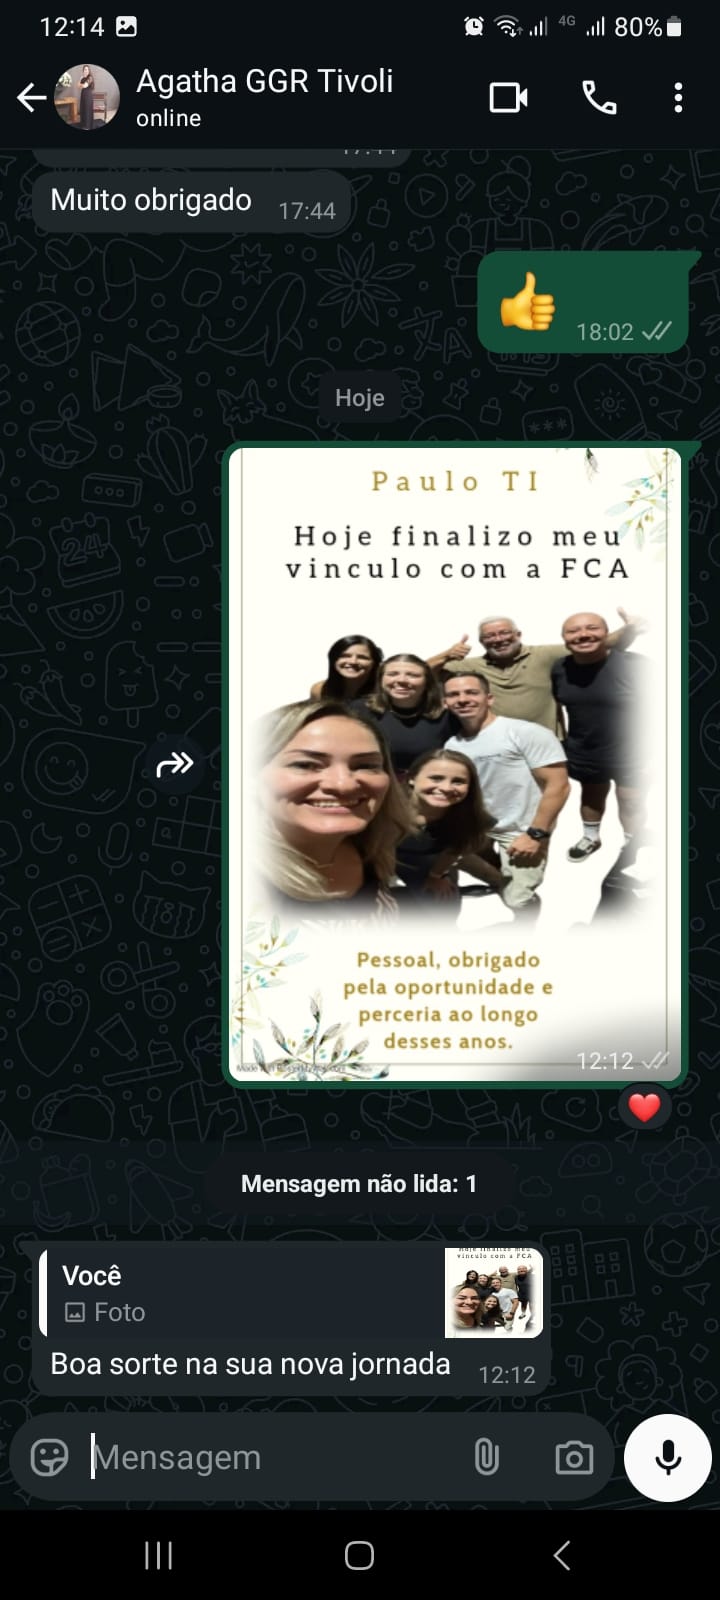 12:14
4G
80%
Agatha GGR Tivoli
online
Muito obrigado 17:44
18:02
Hoje
Paulo TI
Hoje finalizo meu
vinculo com a FCA
Pessoal, obrigado
pela oportunidade e
perceria ao longo
desses anos.
12:12
Mensagem não lida: 1
Você
Hoje finalizo meu
vinculo com a FCA
Foto
Boa sorte na sua nova jornada 12:12
Mensagem